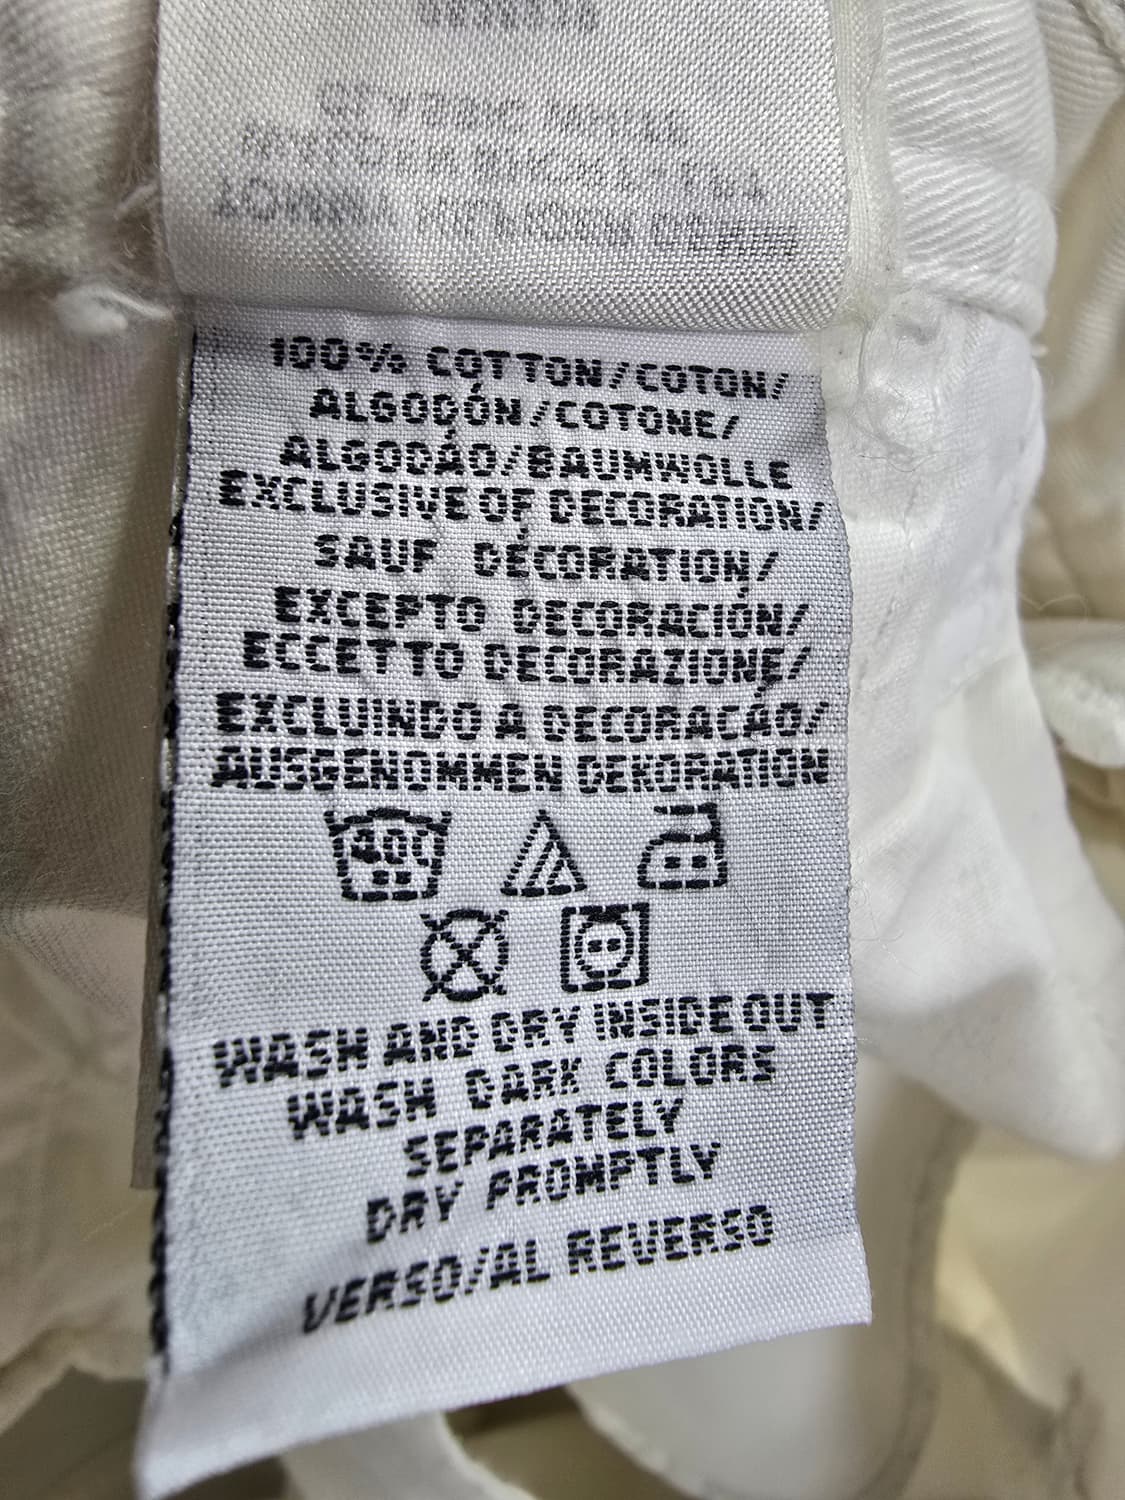 100% COTTON/COTON/
ALGODÓN/COTONE/
ALGODÃO/BAUMWOLLE
EXCLUSIVE OF DECORATION/
SAUF DÉCORATION/
EXCEPTO DECORACIÓN/
ECCETTO DECORAZIONE/
EXCLUINDO A DECORAÇÃO/
AUSGENOMMEN DEKORATION
40C
WASH AND DRY INSIDE OUT
WASH DARK COLORS
SEPARATELY
DRY PROMPTLY
VERSO/AL REVERSO